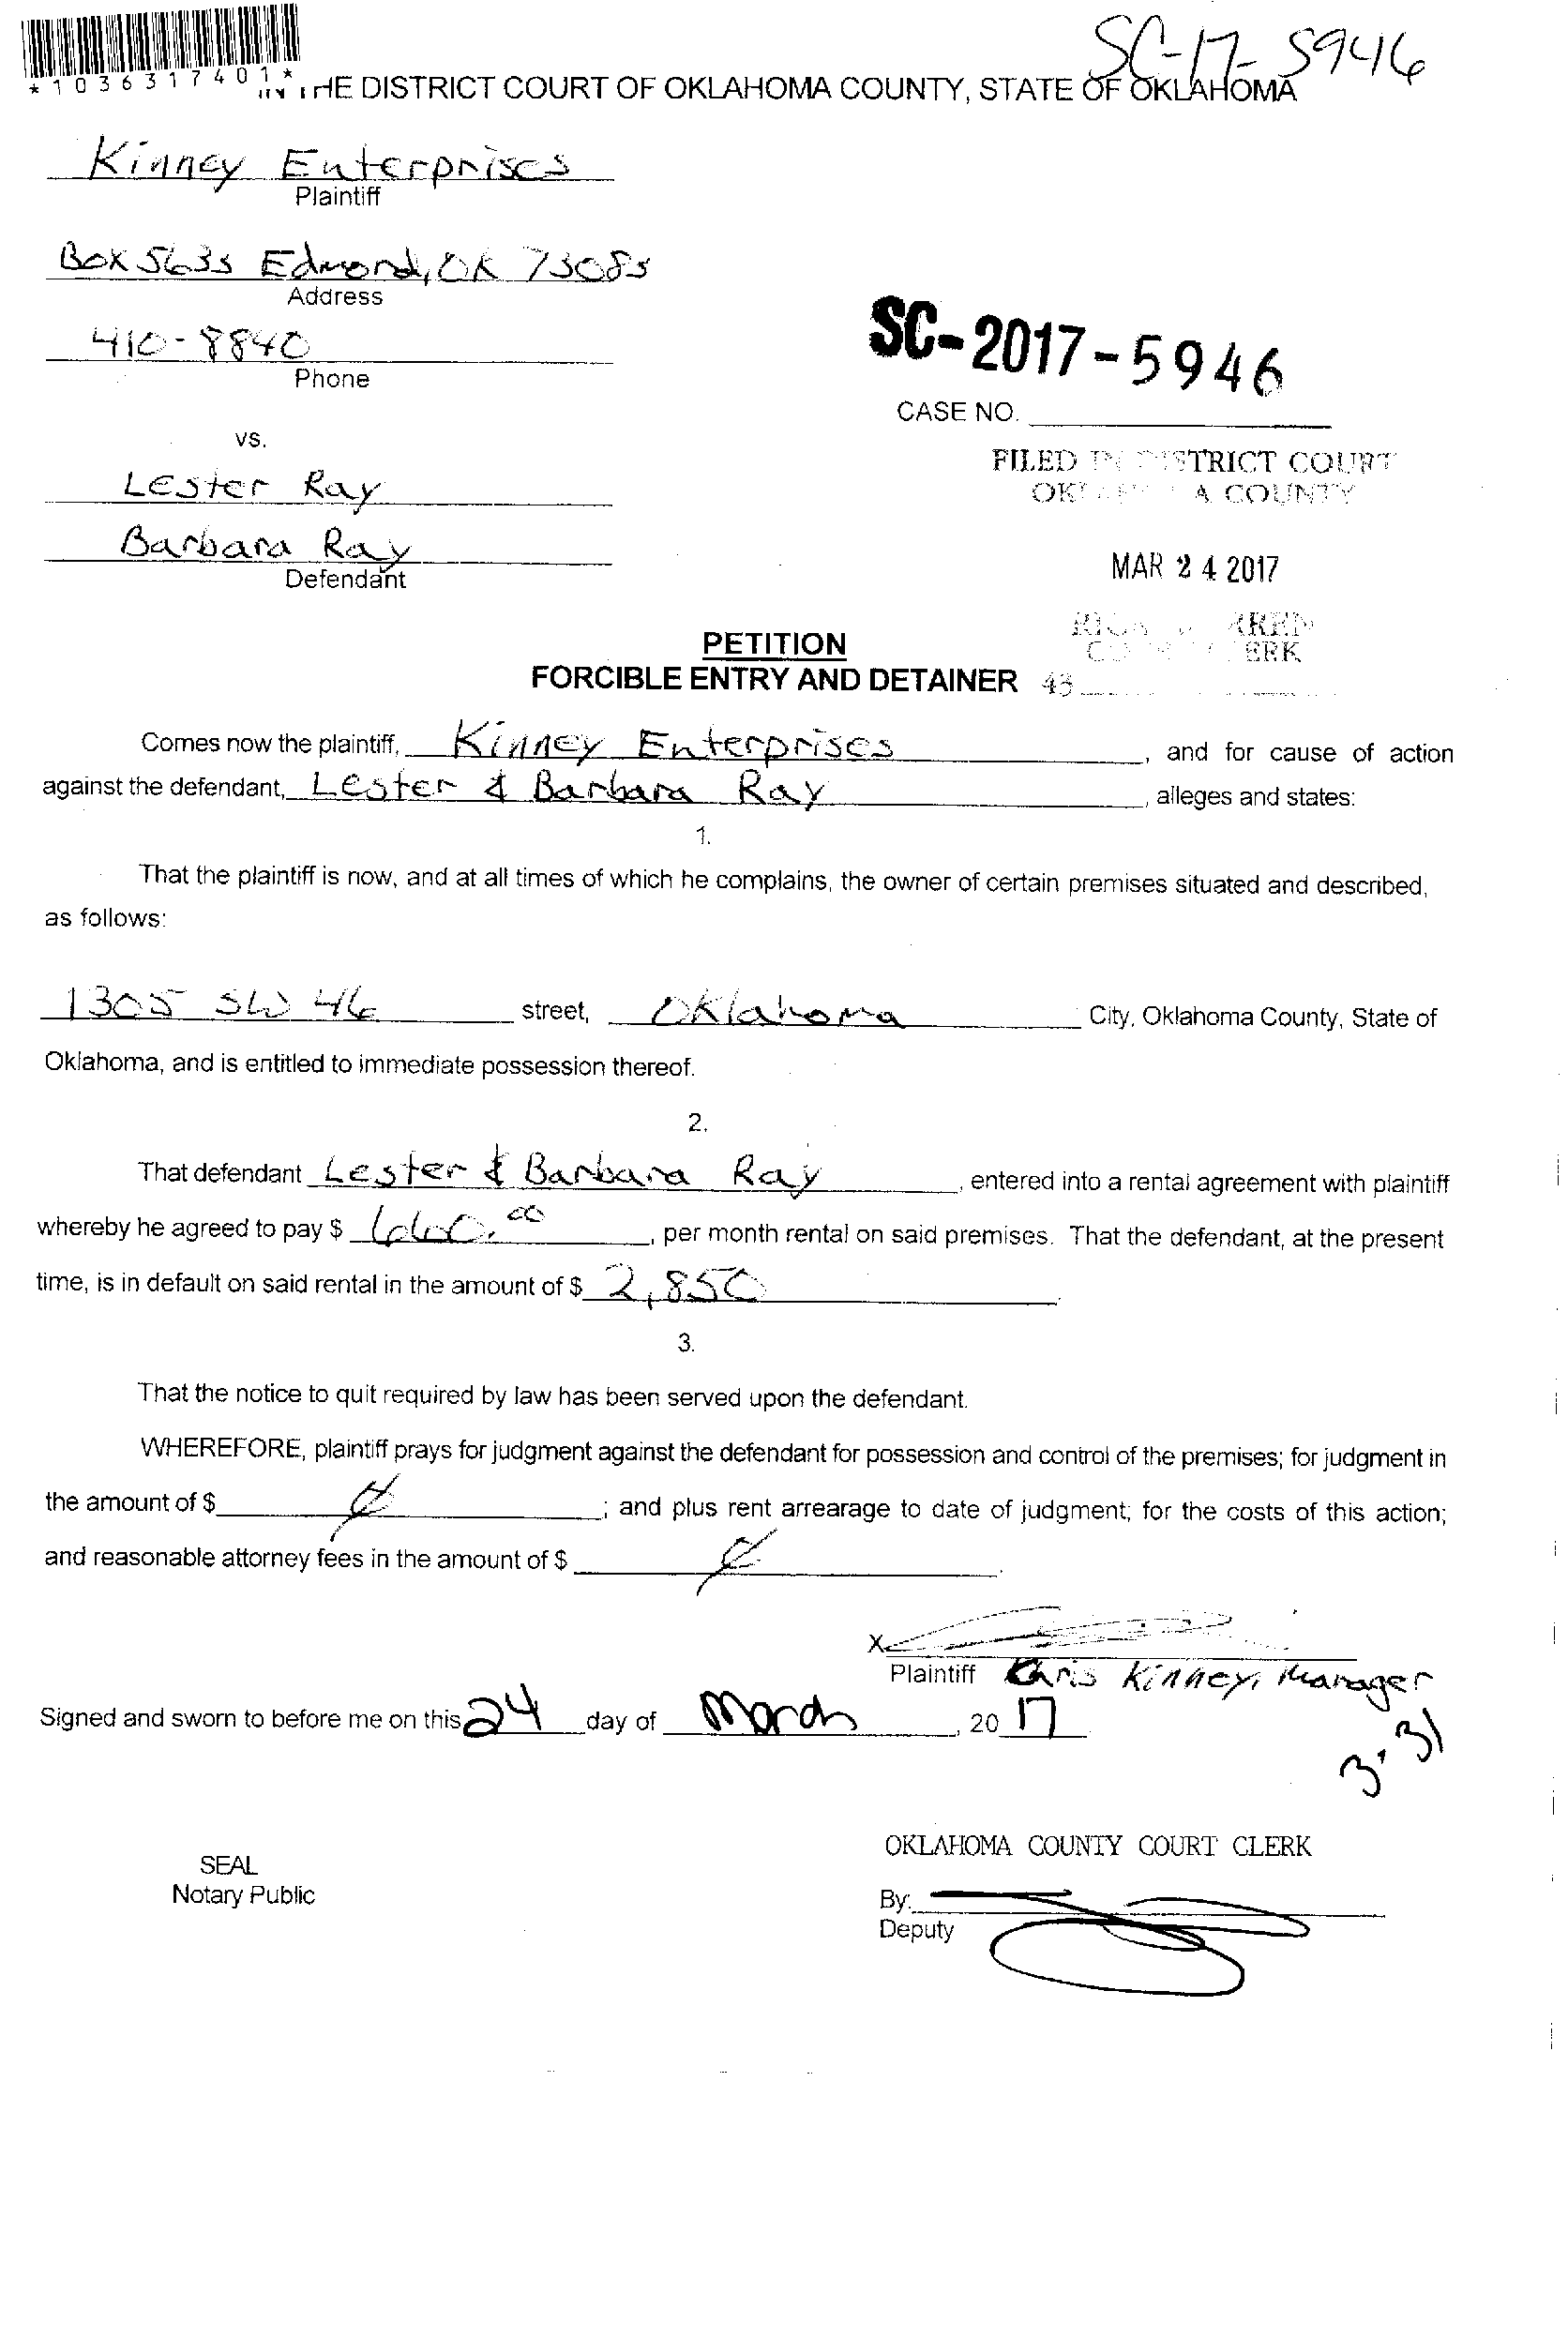 SC-17-5946
*1036317401*
IN THE DISTRICT COURT OF OKLAHOMA COUNTY, STATE OF OKLAHOMA
Kinney Enterprises
Plaintiff
Box 5635 Edmond, OK 73083
Address
410-8840
Phone
SC-2017-5946
CASE NO.
vs.
FILED IN DISTRICT COURT
OKLAHOMA COUNTY
Lester Ray
Barbara Ray
Defendant
MAR 24 2017
PETITION
CLERK
FORCIBLE ENTRY AND DETAINER 43
Comes now the plaintiff, Kinney Enterprises, and for cause of action
against the defendant, Lester & Barbara Ray, alleges and states:
1.
That the plaintiff is now, and at all times of which he complains, the owner of certain premises situated and described,
as follows:
1305 SW 46 street, Oklahoma City, Oklahoma County, State of
Oklahoma, and is entitled to immediate possession thereof.
2.
That defendant Lester & Barbara Ray, entered into a rental agreement with plaintiff
whereby he agreed to pay $ , per month rental on said premises. That the defendant, at the present
time, is in default on said rental in the amount of $ 2,850.
3.
That the notice to quit required by law has been served upon the defendant.
WHEREFORE, plaintiff prays for judgment against the defendant for possession and control of the premises; for judgment in
the amount of $ ; and plus rent arrearage to date of judgment; for the costs of this action;
and reasonable attorney fees in the amount of $ .
X
Plaintiff Chris Kinney, Manager
Signed and sworn to before me on this 24 day of March, 2017
3-31
OKLAHOMA COUNTY COURT CLERK
SEAL
Notary Public
By:
Deputy